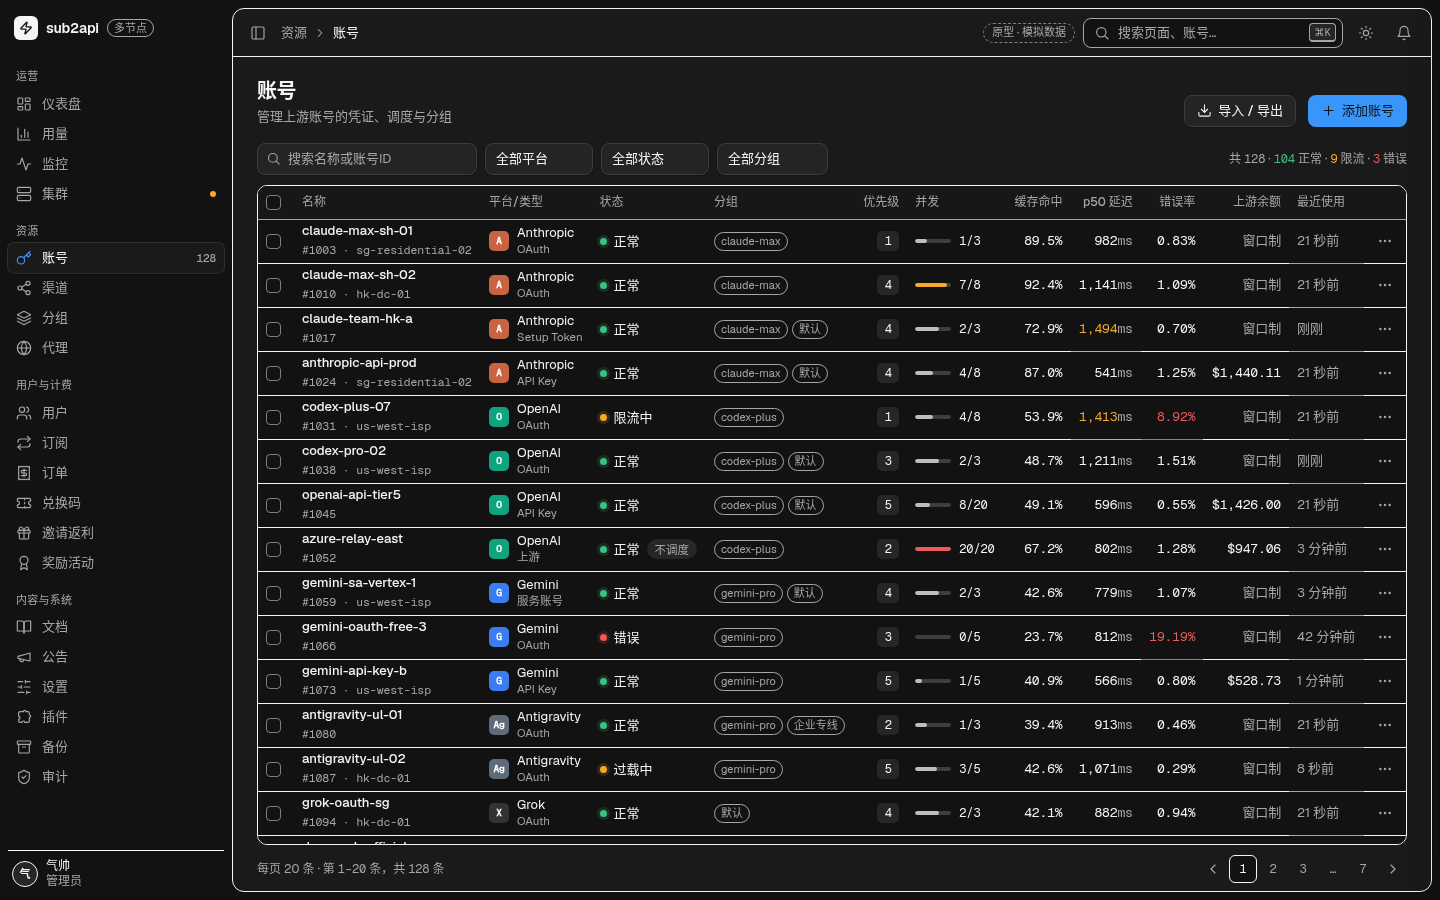 sub2api 多节点
运营
仪表盘
用量
监控
集群
资源
账号 128
渠道
分组
代理
用户与计费
用户
订阅
订单
兑换码
邀请返利
奖励活动
内容与系统
文档
公告
设置
插件
备份
审计
气 气帅
管理员
资源 > 账号
原型 · 模拟数据
搜索页面、账号… ⌘K
账号
管理上游账号的凭证、调度与分组
导入 / 导出
+ 添加账号
搜索名称或账号ID
全部平台
全部状态
全部分组
共 128 · 104 正常 · 9 限流 · 3 错误
名称 平台/类型 状态 分组 优先级 并发 缓存命中 p50 延迟 错误率 上游余额 最近使用
claude-max-sh-01 A Anthropic 正常 claude-max 1 1/3 89.5% 982ms 0.83% 窗口制 21 秒前 ···
#1003 · sg-residential-02 OAuth
claude-max-sh-02 A Anthropic 正常 claude-max 4 7/8 92.4% 1,141ms 1.09% 窗口制 21 秒前 ···
#1010 · hk-dc-01 OAuth
claude-team-hk-a A Anthropic 正常 claude-max 默认 4 2/3 72.9% 1,494ms 0.70% 窗口制 刚刚 ···
#1017 Setup Token
anthropic-api-prod A Anthropic 正常 claude-max 默认 4 4/8 87.0% 541ms 1.25% $1,440.11 21 秒前 ···
#1024 · sg-residential-02 API Key
codex-plus-07 O OpenAI 限流中 codex-plus 1 4/8 53.9% 1,413ms 8.92% 窗口制 21 秒前 ···
#1031 · us-west-isp OAuth
codex-pro-02 O OpenAI 正常 codex-plus 默认 3 2/3 48.7% 1,211ms 1.51% 窗口制 刚刚 ···
#1038 · us-west-isp OAuth
openai-api-tier5 O OpenAI 正常 codex-plus 默认 5 8/20 49.1% 596ms 0.55% $1,426.00 21 秒前 ···
#1045 API Key
azure-relay-east O OpenAI 正常 不调度 codex-plus 2 20/20 67.2% 802ms 1.28% $947.06 3 分钟前 ···
#1052 上游
gemini-sa-vertex-1 G Gemini 正常 gemini-pro 默认 4 2/3 42.6% 779ms 1.07% 窗口制 3 分钟前 ···
#1059 · us-west-isp 服务账号
gemini-oauth-free-3 G Gemini 错误 gemini-pro 3 0/5 23.7% 812ms 19.19% 窗口制 42 分钟前 ···
#1066 OAuth
gemini-api-key-b G Gemini 正常 gemini-pro 5 1/5 40.9% 566ms 0.80% $528.73 1 分钟前 ···
#1073 · us-west-isp API Key
antigravity-ul-01 Ag Antigravity 正常 gemini-pro 企业专线 2 1/3 39.4% 913ms 0.46% 窗口制 21 秒前 ···
#1080 OAuth
antigravity-ul-02 Ag Antigravity 过载中 gemini-pro 5 3/5 42.6% 1,071ms 0.29% 窗口制 8 秒前 ···
#1087 · hk-dc-01 OAuth
grok-oauth-sg X Grok 正常 默认 4 2/3 42.1% 882ms 0.94% 窗口制 21 秒前 ···
#1094 · hk-dc-01 OAuth
每页 20 条 · 第 1–20 条，共 128 条
1 2 3 … 7